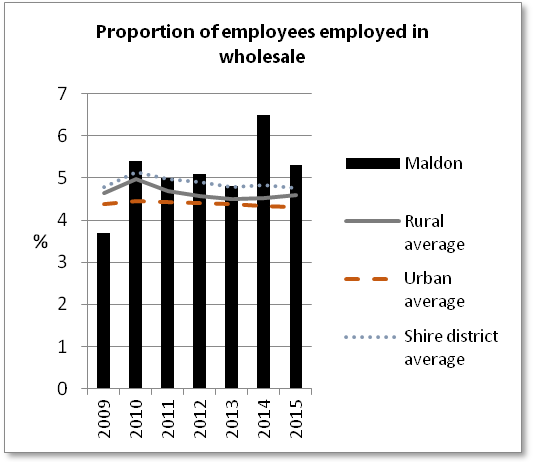 Proportion of employees employed in
wholesale
7
6
5
4
3
2
1
0
%
2009
2010
2011
2012
2013
2014
2015
Maldon
Rural
average
Urban
average
Shire district
average